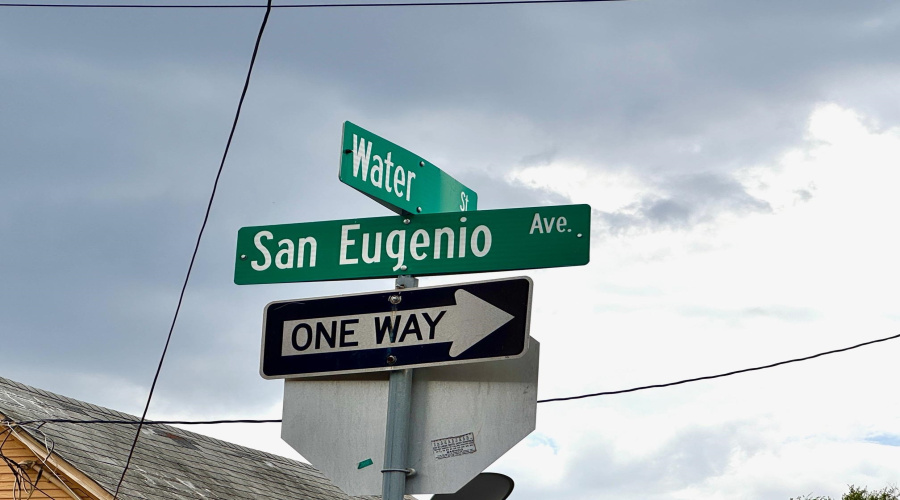 Water St
San Eugenio Ave.
ONE WAY